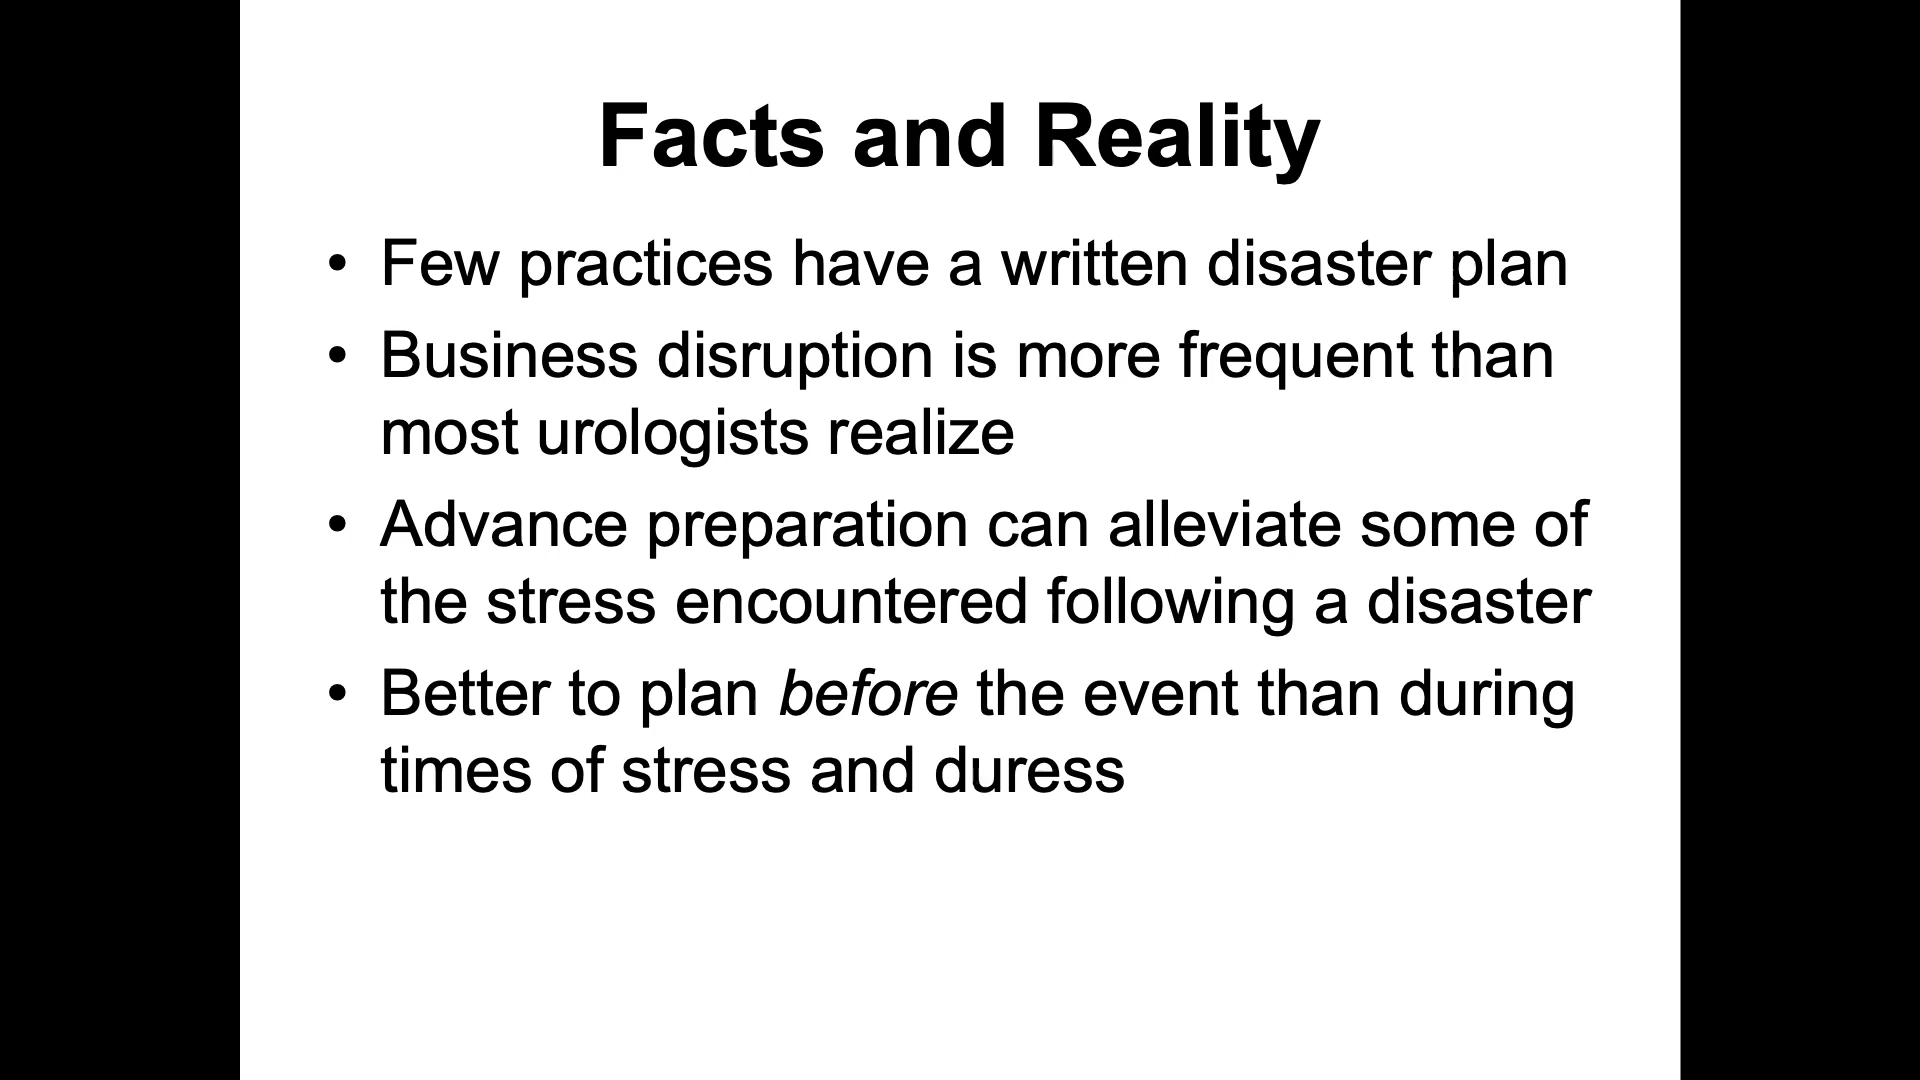 Facts and Reality
• Few practices have a written disaster plan
• Business disruption is more frequent than
most urologists realize
• Advance preparation can alleviate some of
the stress encountered following a disaster
• Better to plan before the event than during
times of stress and duress